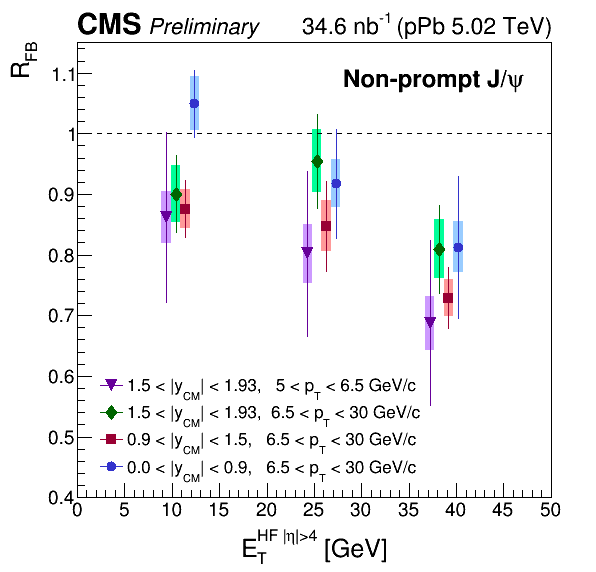 CMS Preliminary 34.6 nb⁻¹ (pPb 5.02 TeV)
R_FB
Non-prompt J/ψ
1.1
1
0.9
0.8
0.7
0.6
0.5
0.4
1.5 < |y_CM| < 1.93, 5 < p_T < 6.5 GeV/c
1.5 < |y_CM| < 1.93, 6.5 < p_T < 30 GeV/c
0.9 < |y_CM| < 1.5, 6.5 < p_T < 30 GeV/c
0.0 < |y_CM| < 0.9, 6.5 < p_T < 30 GeV/c
0 5 10 15 20 25 30 35 40 45 50
E_T^HF |η|>4 [GeV]